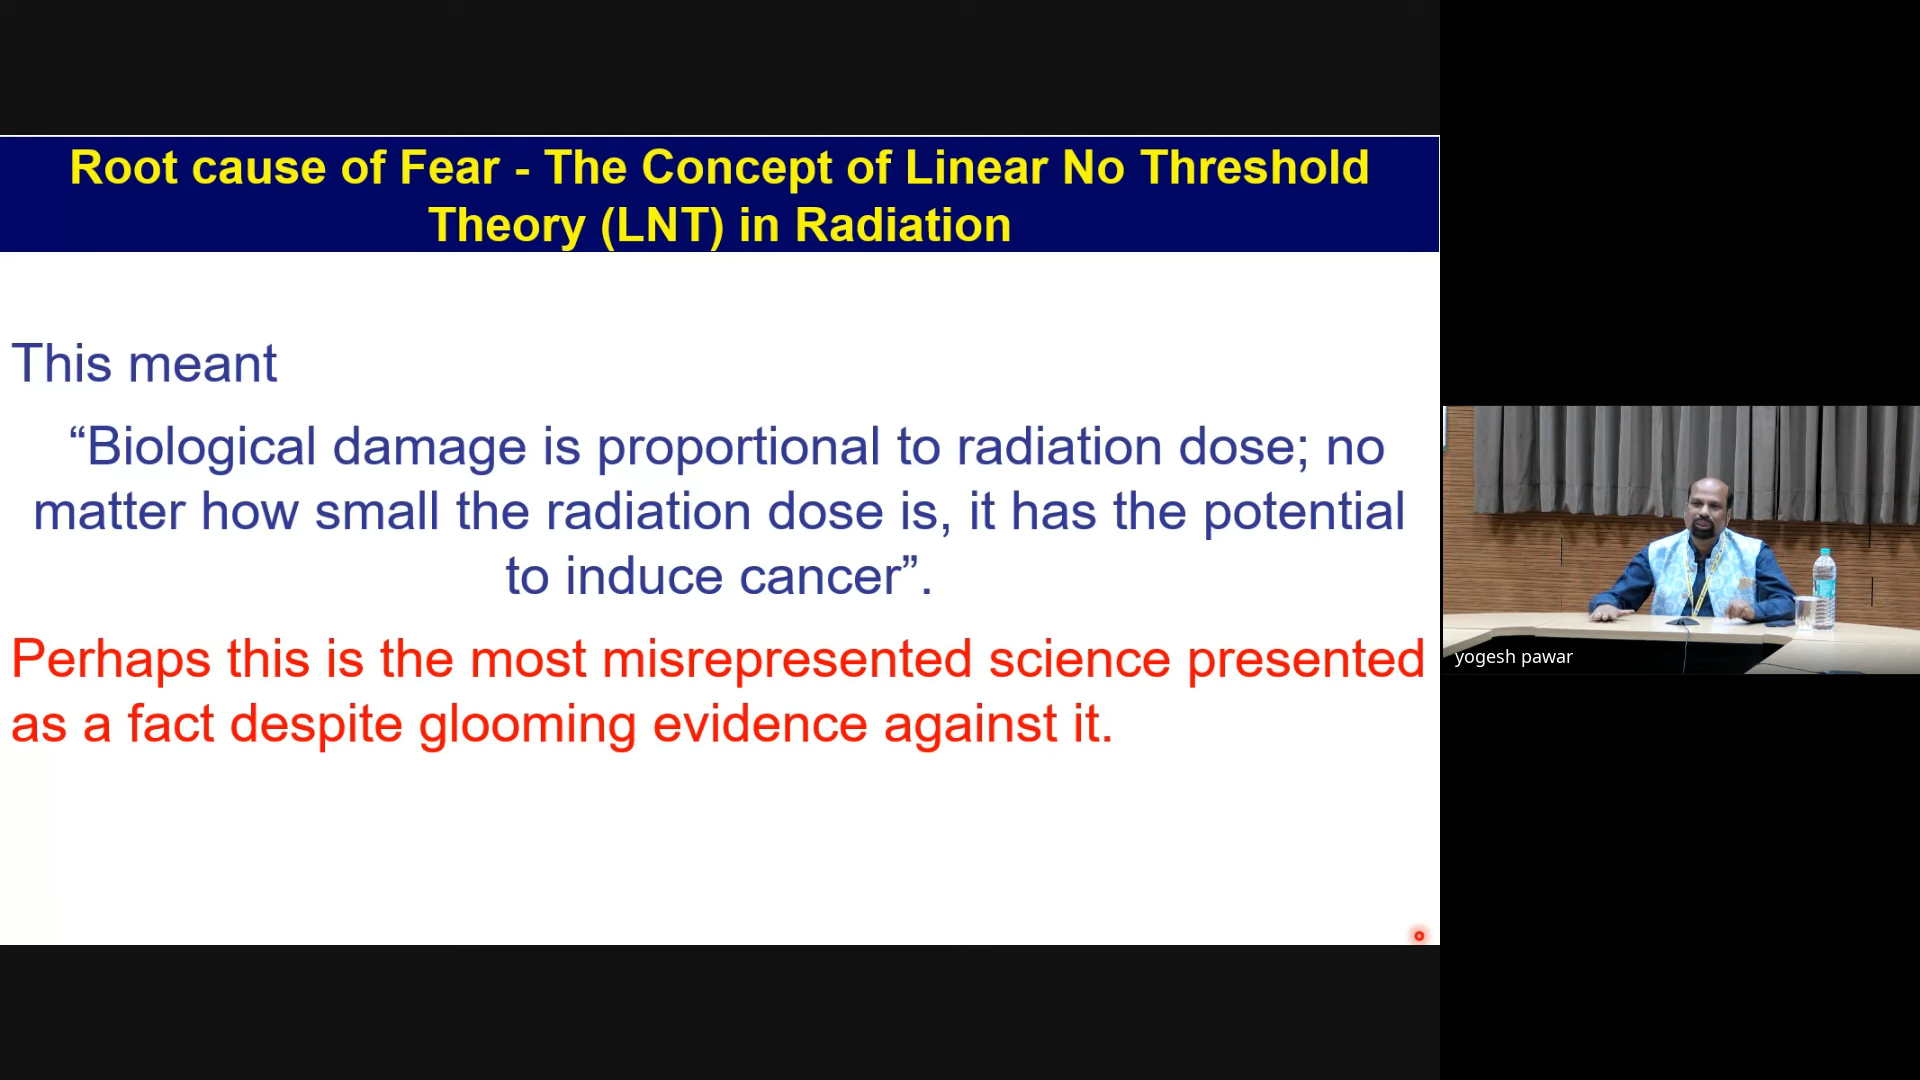 Root cause of Fear - The Concept of Linear No Threshold
Theory (LNT) in Radiation
This meant
“Biological damage is proportional to radiation dose; no
matter how small the radiation dose is, it has the potential
to induce cancer”.
Perhaps this is the most misrepresented science presented
as a fact despite glooming evidence against it.
yogesh pawar